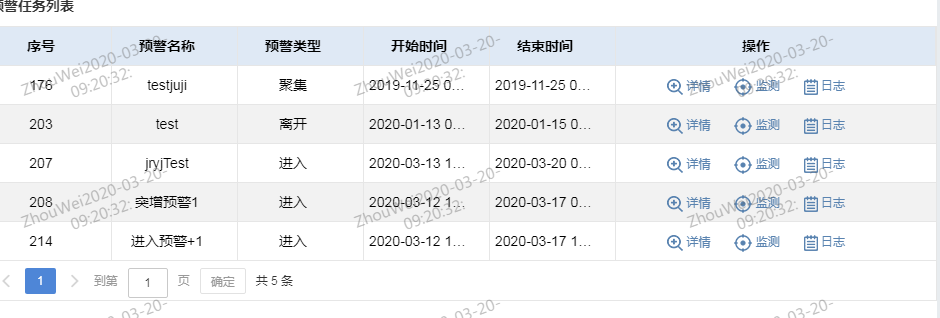 预警任务列表
序号 预警名称 预警类型 开始时间 结束时间 操作
176 testjuji 聚集 2019-11-25 0... 2019-11-25 0... 详情 监测 日志
203 test 离开 2020-01-13 0... 2020-01-15 0... 详情 监测 日志
207 jryjTest 进入 2020-03-13 1... 2020-03-20 0... 详情 监测 日志
208 突增预警1 进入 2020-03-12 1... 2020-03-17 0... 详情 监测 日志
214 进入预警+1 进入 2020-03-12 1... 2020-03-17 1... 详情 监测 日志
1 到第 1 页 确定 共 5 条
ZhouWei2020-03-20-
09:20:32:
ZhouWei2020-03-20-
09:20:32:
ZhouWei2020-03-20-
09:20:32:
ZhouWei2020-03-20-
09:20:32:
ZhouWei2020-03-20-
09:20:32:
ZhouWei2020-03-20-
09:20:32: